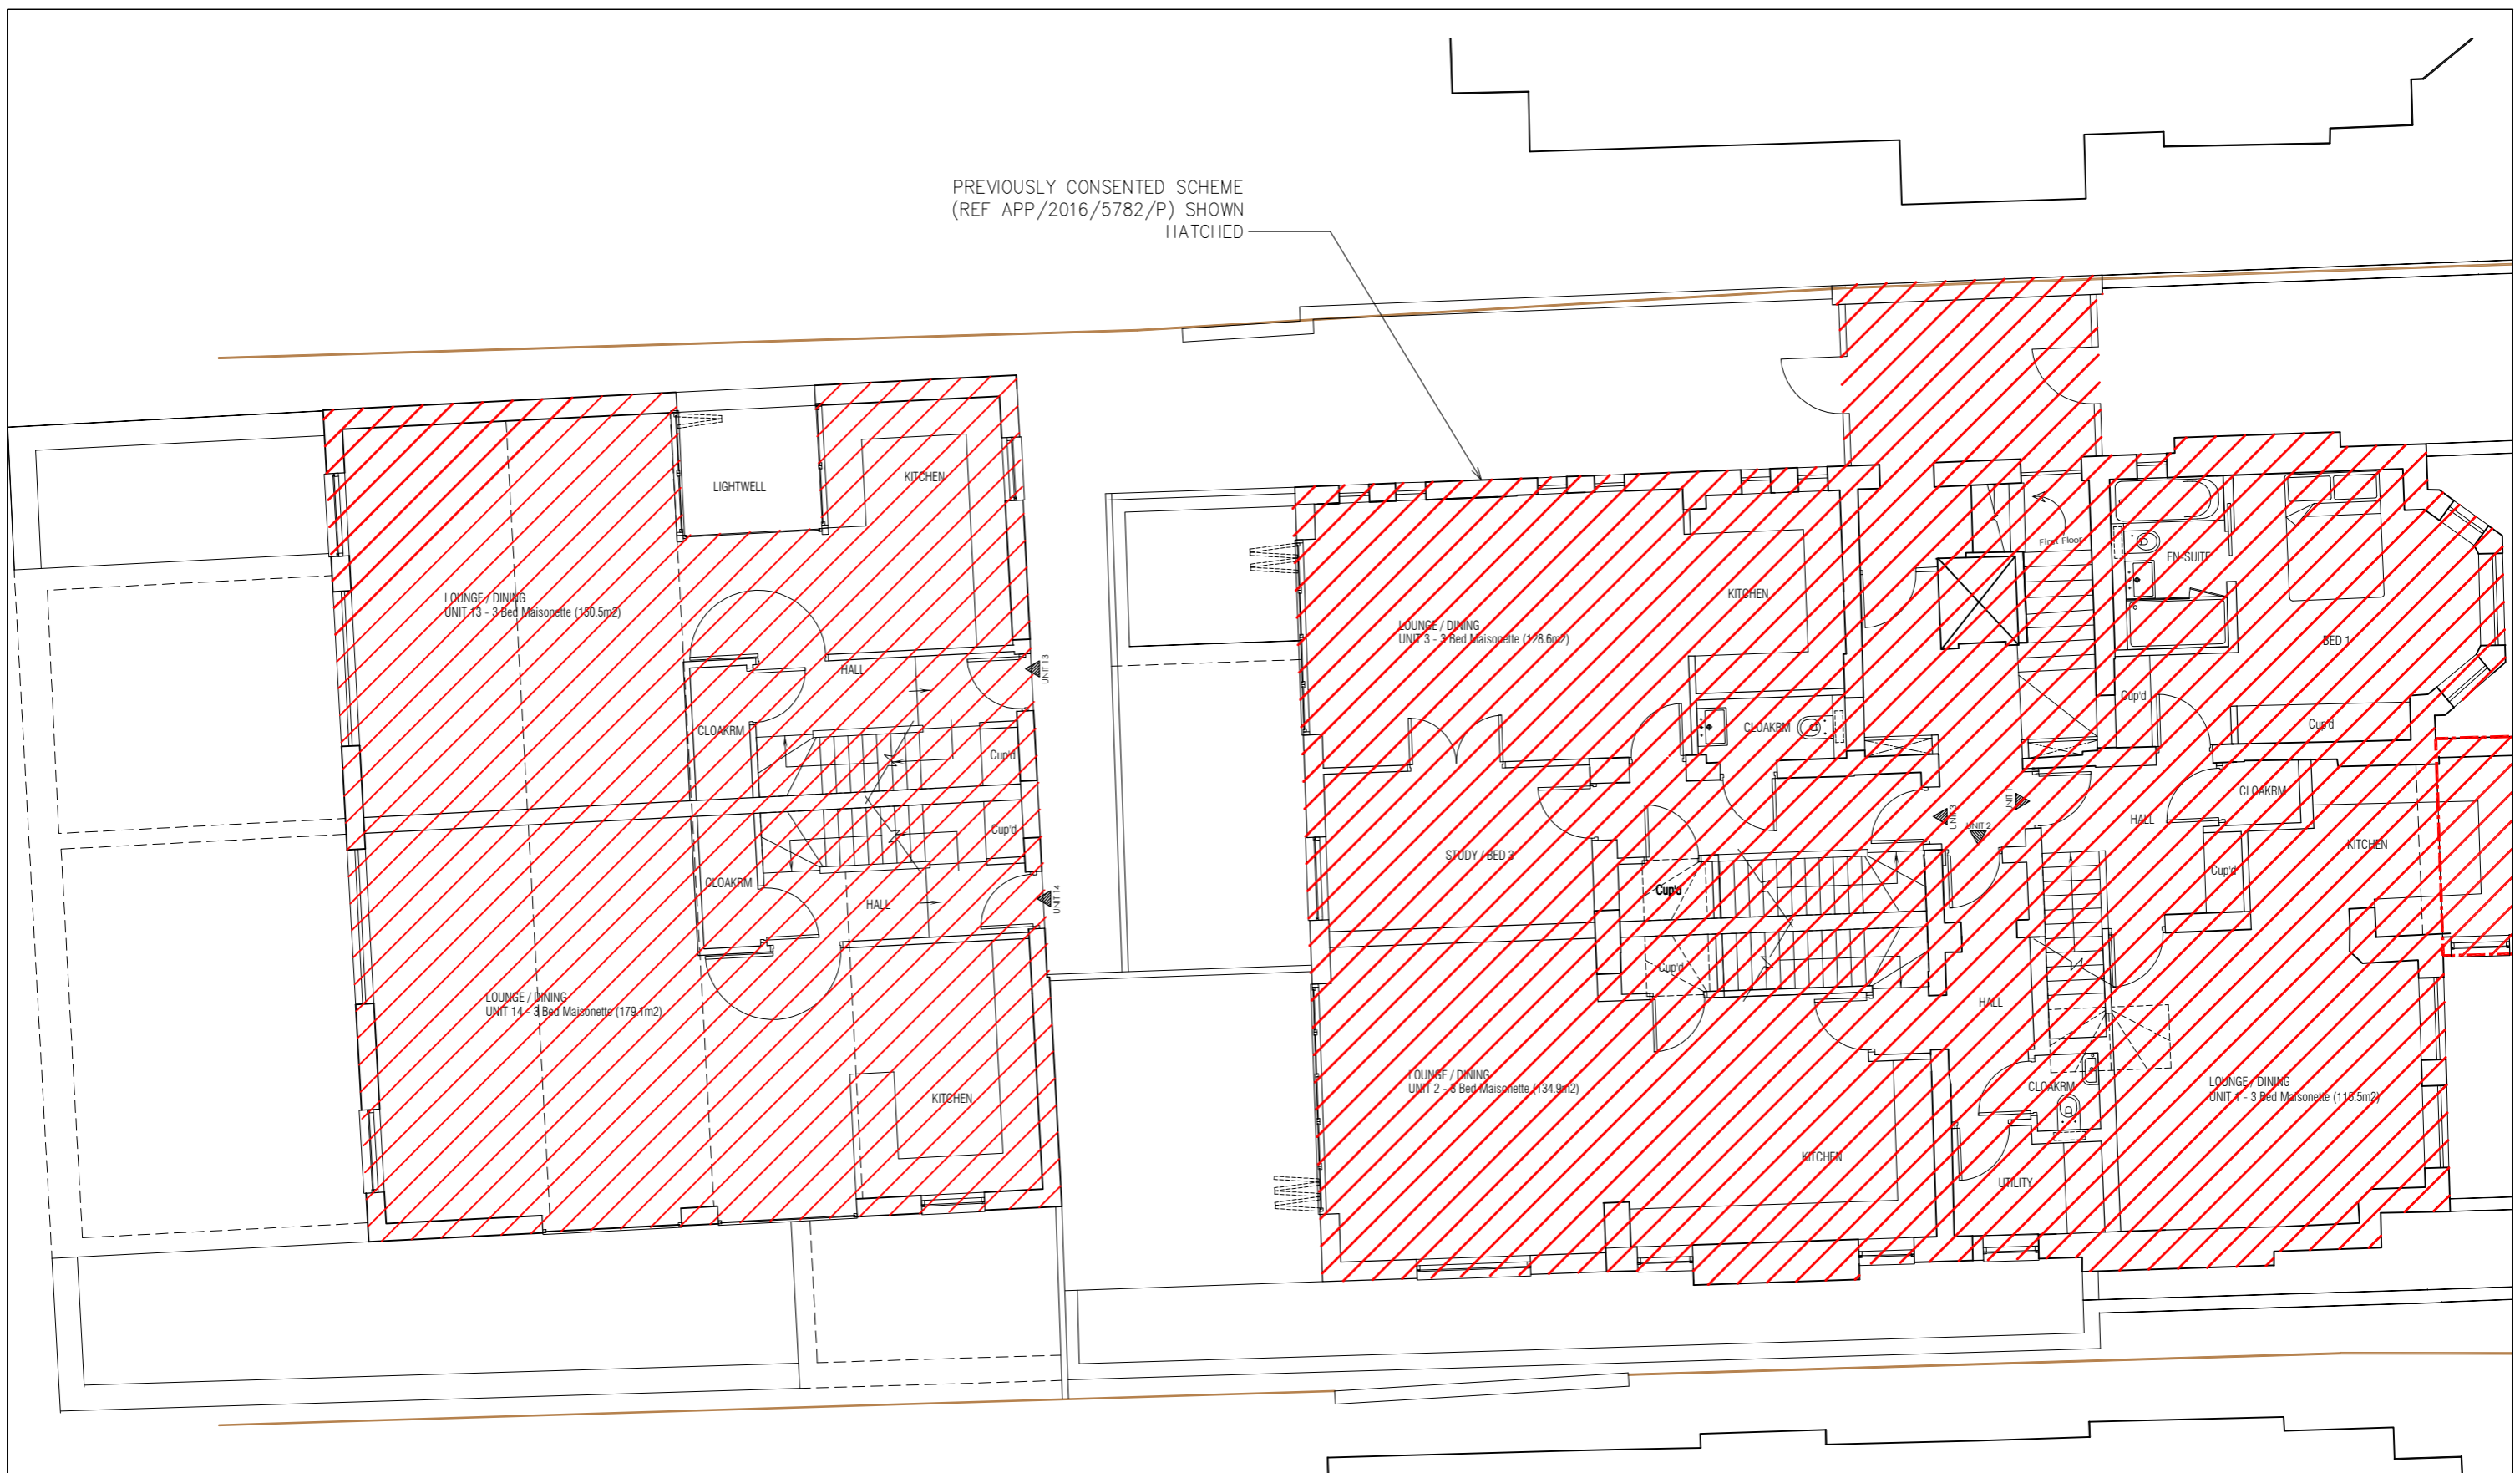 PREVIOUSLY CONSENTED SCHEME
(REF APP/2016/5782/P) SHOWN
HATCHED
LIGHTWELL
KITCHEN
LOUNGE / DINING
UNIT 13 - 3 Bed Maisonette (150.5m2)
HALL
UNIT 13
CLOAKRM
Cup'd
Cup'd
CLOAKRM
HALL
UNIT 14
LOUNGE / DINING
UNIT 14 - 3 Bed Maisonette (179.1m2)
KITCHEN
First Floor
EN-SUITE
BED 1
KITCHEN
LOUNGE / DINING
UNIT 3 - 3 Bed Maisonette (128.6m2)
Cup'd
Cup'd
CLOAKRM
CLOAKRM
UNIT 3
UNIT 1
UNIT 2
HALL
KITCHEN
STUDY / BED 3
Cup'd
Cup'd
Cup'd
HALL
LOUNGE / DINING
UNIT 2 - 3 Bed Maisonette (134.9m2)
CLOAKRM
LOUNGE / DINING
UNIT 1 - 3 Bed Maisonette (115.5m2)
KITCHEN
UTILITY